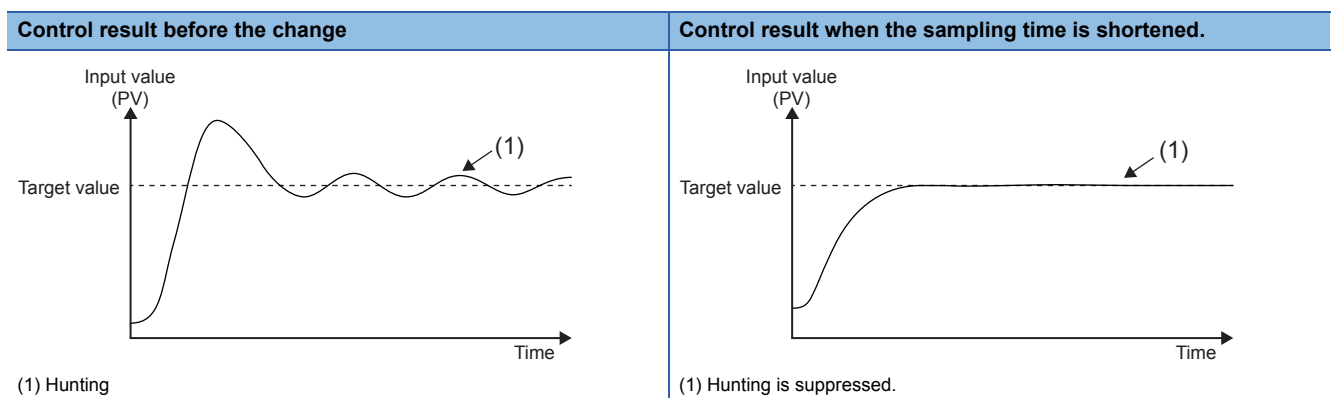 Control result before the change
Input value
(PV)
(1)
Target value
Time
(1) Hunting
Control result when the sampling time is shortened.
Input value
(PV)
(1)
Target value
Time
(1) Hunting is suppressed.